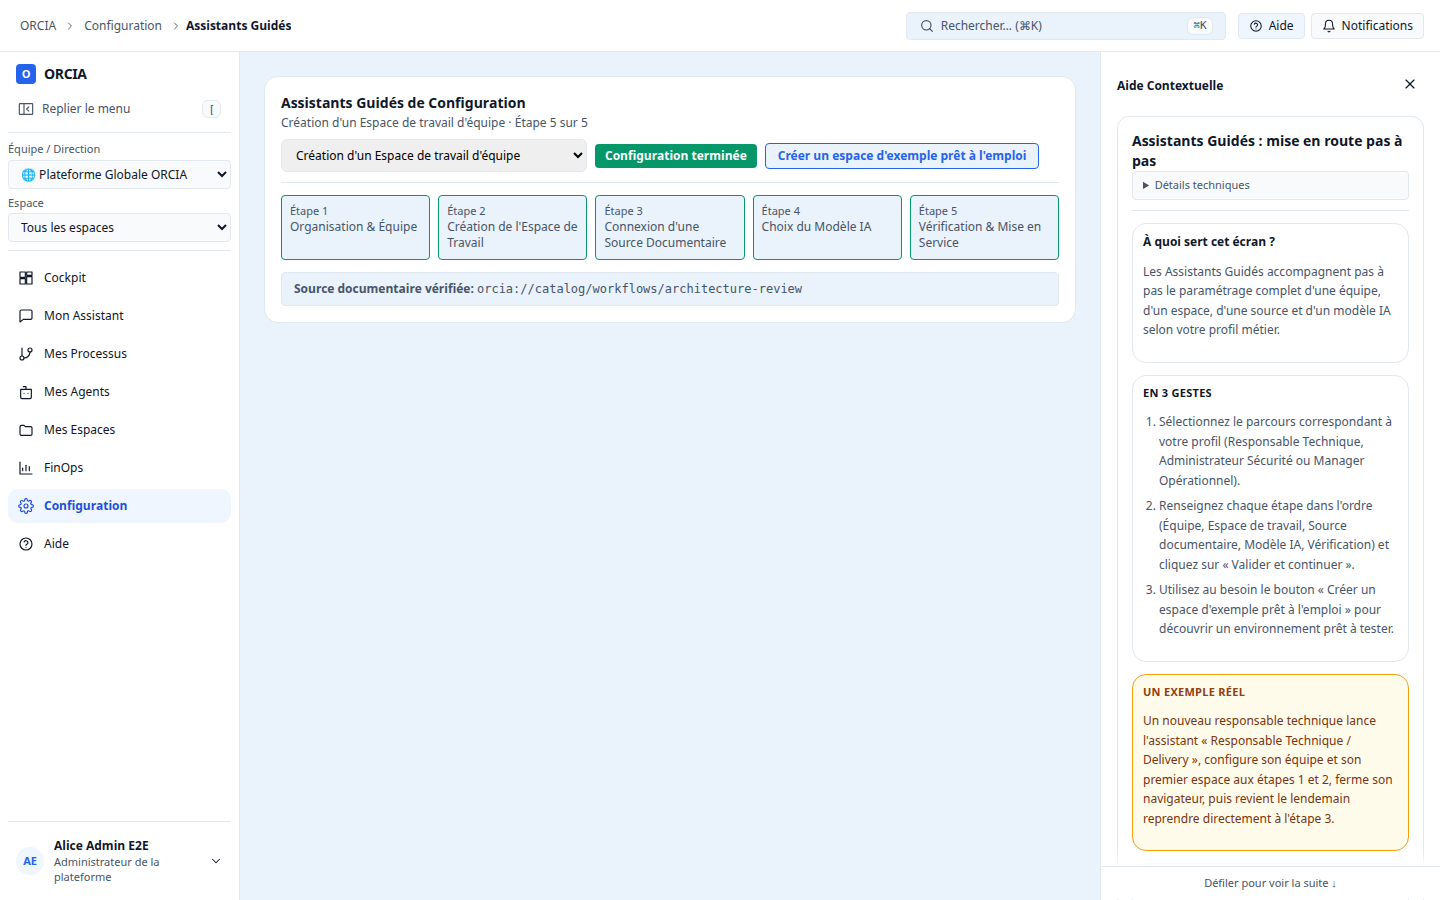 ORCIA
Configuration
Assistants Guidés
Rechercher... (⌘K)
⌘K
Aide
Notifications
O
ORCIA
Replier le menu
[
Équipe / Direction
🌐 Plateforme Globale ORCIA
Espace
Tous les espaces
Cockpit
Mon Assistant
Mes Processus
Mes Agents
Mes Espaces
FinOps
Configuration
Aide
AE
Alice Admin E2E
Administrateur de la
plateforme
Assistants Guidés de Configuration
Création d'un Espace de travail d'équipe · Étape 5 sur 5
Création d'un Espace de travail d'équipe
Configuration terminée
Créer un espace d'exemple prêt à l'emploi
Étape 1
Organisation & Équipe
Étape 2
Création de l'Espace de
Travail
Étape 3
Connexion d'une
Source Documentaire
Étape 4
Choix du Modèle IA
Étape 5
Vérification & Mise en
Service
Source documentaire vérifiée: orcia://catalog/workflows/architecture-review
Aide Contextuelle
Assistants Guidés : mise en route pas à
pas
▶ Détails techniques
À quoi sert cet écran ?
Les Assistants Guidés accompagnent pas à
pas le paramétrage complet d'une équipe,
d'un espace, d'une source et d'un modèle IA
selon votre profil métier.
EN 3 GESTES
1. Sélectionnez le parcours correspondant à
votre profil (Responsable Technique,
Administrateur Sécurité ou Manager
Opérationnel).
2. Renseignez chaque étape dans l'ordre
(Équipe, Espace de travail, Source
documentaire, Modèle IA, Vérification) et
cliquez sur « Valider et continuer ».
3. Utilisez au besoin le bouton « Créer un
espace d'exemple prêt à l'emploi » pour
découvrir un environnement prêt à tester.
UN EXEMPLE RÉEL
Un nouveau responsable technique lance
l'assistant « Responsable Technique /
Delivery », configure son équipe et son
premier espace aux étapes 1 et 2, ferme son
navigateur, puis revient le lendemain
reprendre directement à l'étape 3.
Défiler pour voir la suite ↓